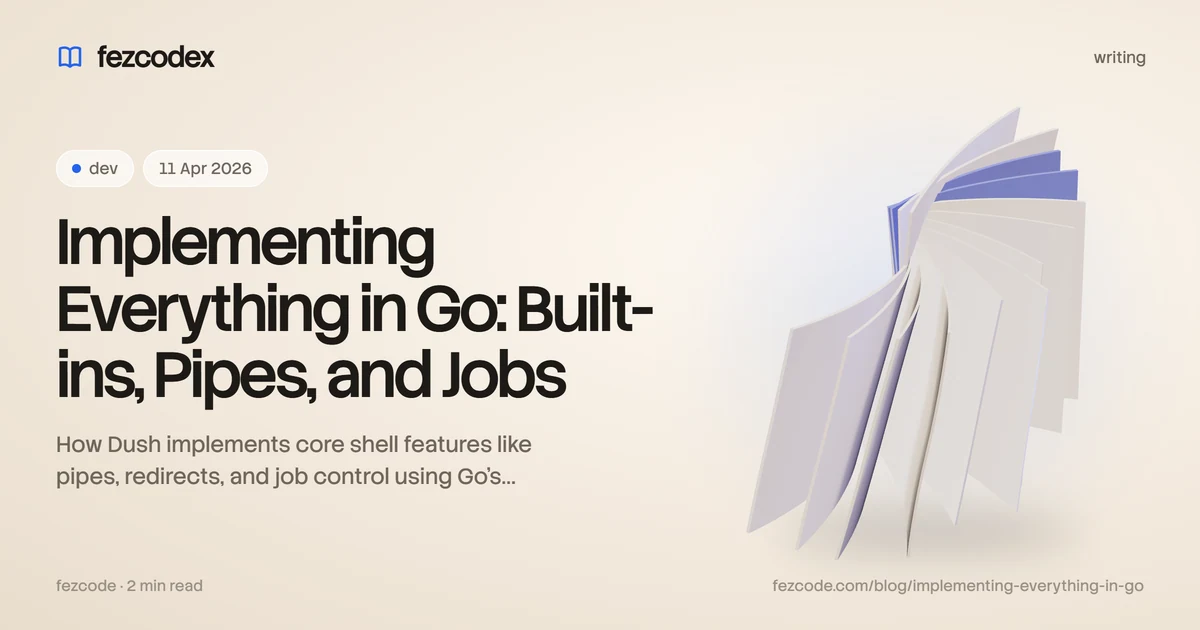 fezcodex
writing
dev
11 Apr 2026
Implementing
Everything in Go: Built-
ins, Pipes, and Jobs
How Dush implements core shell features like
pipes, redirects, and job control using Go’s...
fezcode · 2 min read
fezcode.com/blog/implementing-everything-in-go